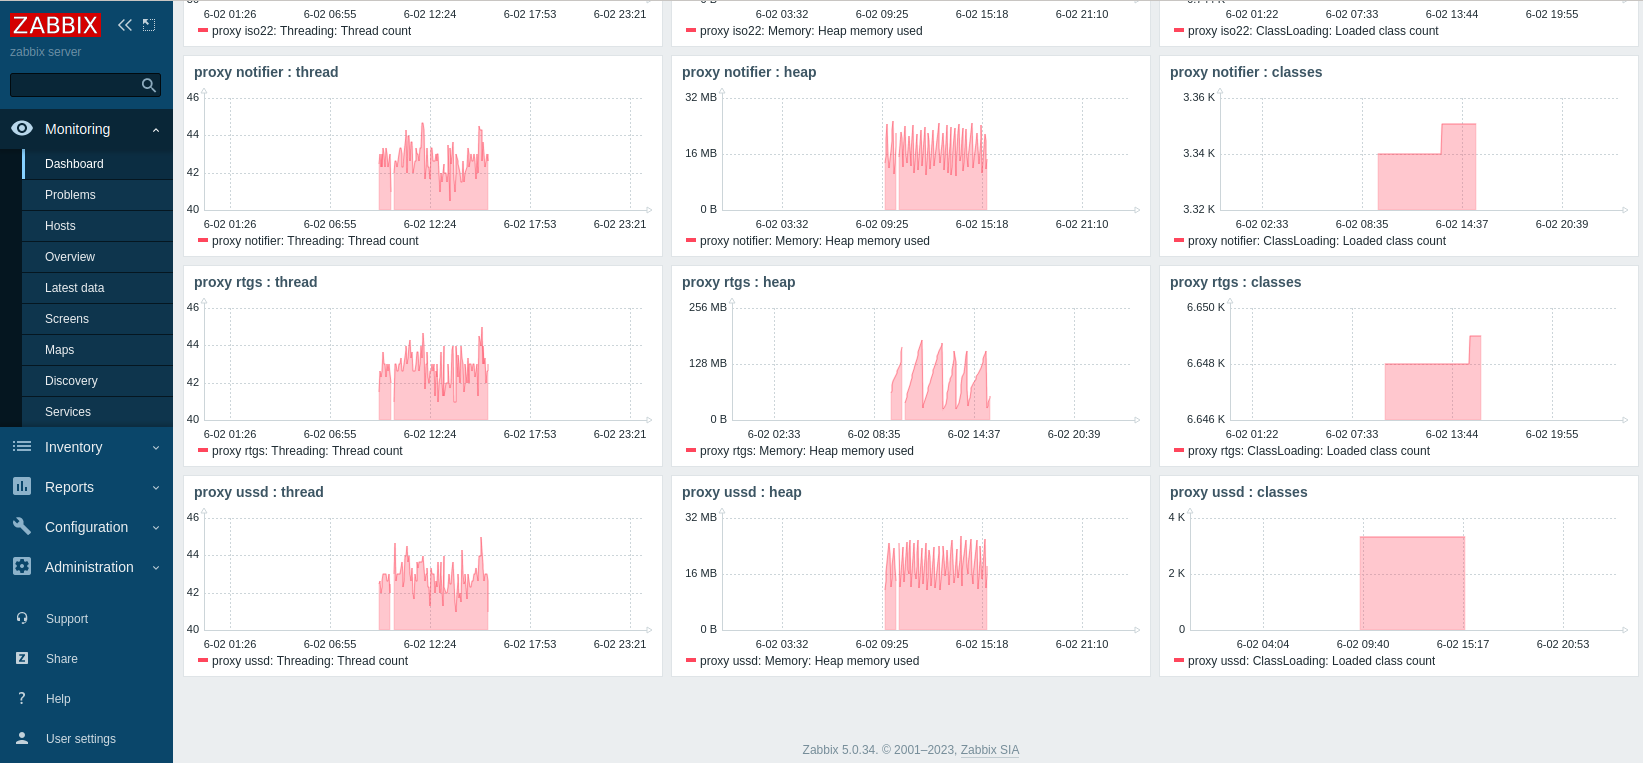 ZABBIX
zabbix server
Monitoring
Dashboard
Problems
Hosts
Overview
Latest data
Screens
Maps
Discovery
Services
Inventory
Reports
Configuration
Administration
Support
Z Share
? Help
User settings
6-02 01:26 6-02 06:55 6-02 12:24 6-02 17:53 6-02 23:21
proxy iso22: Threading: Thread count
0 B
6-02 03:32 6-02 09:25 6-02 15:18 6-02 21:10
proxy iso22: Memory: Heap memory used
6-02 01:22 6-02 07:33 6-02 13:44 6-02 19:55
proxy iso22: ClassLoading: Loaded class count
proxy notifier : thread
46
44
42
40
6-02 01:26 6-02 06:55 6-02 12:24 6-02 17:53 6-02 23:21
proxy notifier: Threading: Thread count
proxy notifier : heap
32 MB
16 MB
0 B
6-02 03:32 6-02 09:25 6-02 15:18 6-02 21:10
proxy notifier: Memory: Heap memory used
proxy notifier : classes
3.36 K
3.34 K
3.32 K
6-02 02:33 6-02 08:35 6-02 14:37 6-02 20:39
proxy notifier: ClassLoading: Loaded class count
proxy rtgs : thread
46
44
42
40
6-02 01:26 6-02 06:55 6-02 12:24 6-02 17:53 6-02 23:21
proxy rtgs: Threading: Thread count
proxy rtgs : heap
256 MB
128 MB
0 B
6-02 02:33 6-02 08:35 6-02 14:37 6-02 20:39
proxy rtgs: Memory: Heap memory used
proxy rtgs : classes
6.650 K
6.648 K
6.646 K
6-02 01:22 6-02 07:33 6-02 13:44 6-02 19:55
proxy rtgs: ClassLoading: Loaded class count
proxy ussd : thread
46
44
42
40
6-02 01:26 6-02 06:55 6-02 12:24 6-02 17:53 6-02 23:21
proxy ussd: Threading: Thread count
proxy ussd : heap
32 MB
16 MB
0 B
6-02 03:32 6-02 09:25 6-02 15:18 6-02 21:10
proxy ussd: Memory: Heap memory used
proxy ussd : classes
4 K
2 K
0
6-02 04:04 6-02 09:40 6-02 15:17 6-02 20:53
proxy ussd: ClassLoading: Loaded class count
Zabbix 5.0.34. © 2001–2023, Zabbix SIA